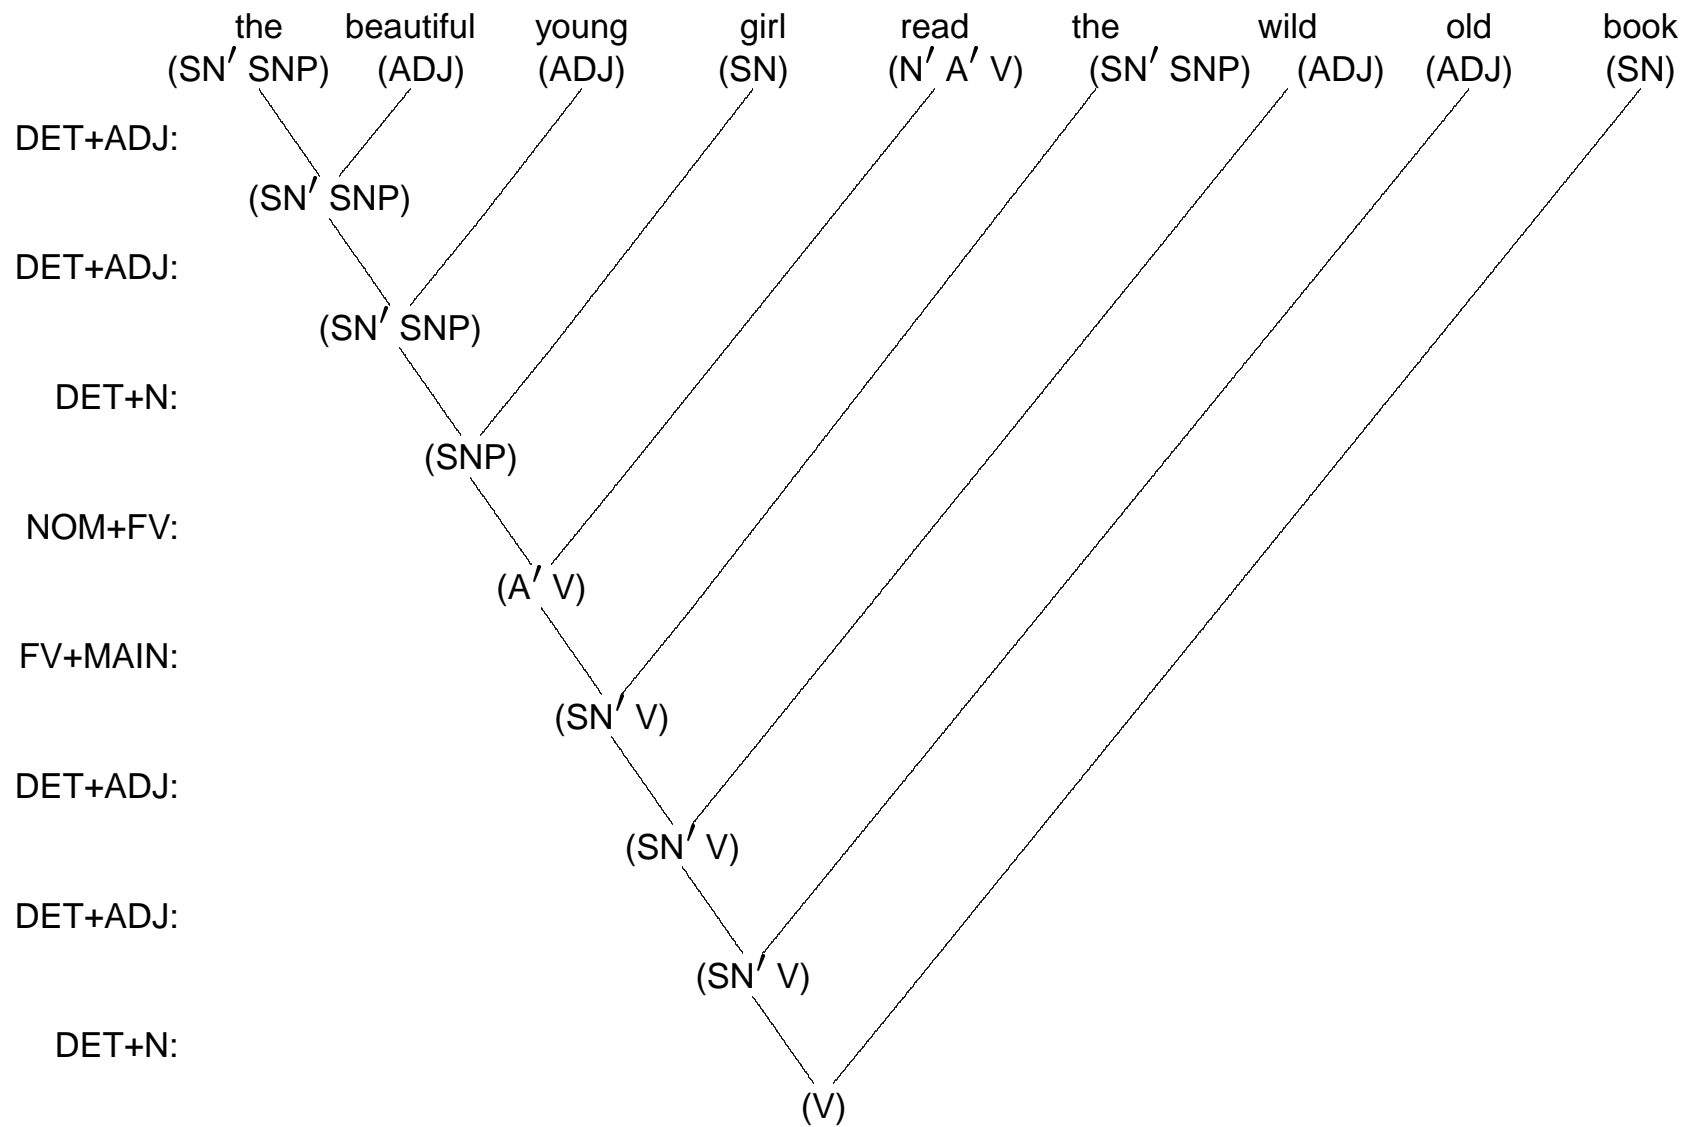 the beautiful young girl read the wild old book
(SN′ SNP) (ADJ) (ADJ) (SN) (N′ A′ V) (SN′ SNP) (ADJ) (ADJ) (SN)
DET+ADJ:
(SN′ SNP)
DET+ADJ:
(SN′ SNP)
DET+N:
(SNP)
NOM+FV:
(A′ V)
FV+MAIN:
(SN′ V)
DET+ADJ:
(SN′ V)
DET+ADJ:
(SN′ V)
DET+N:
(V)